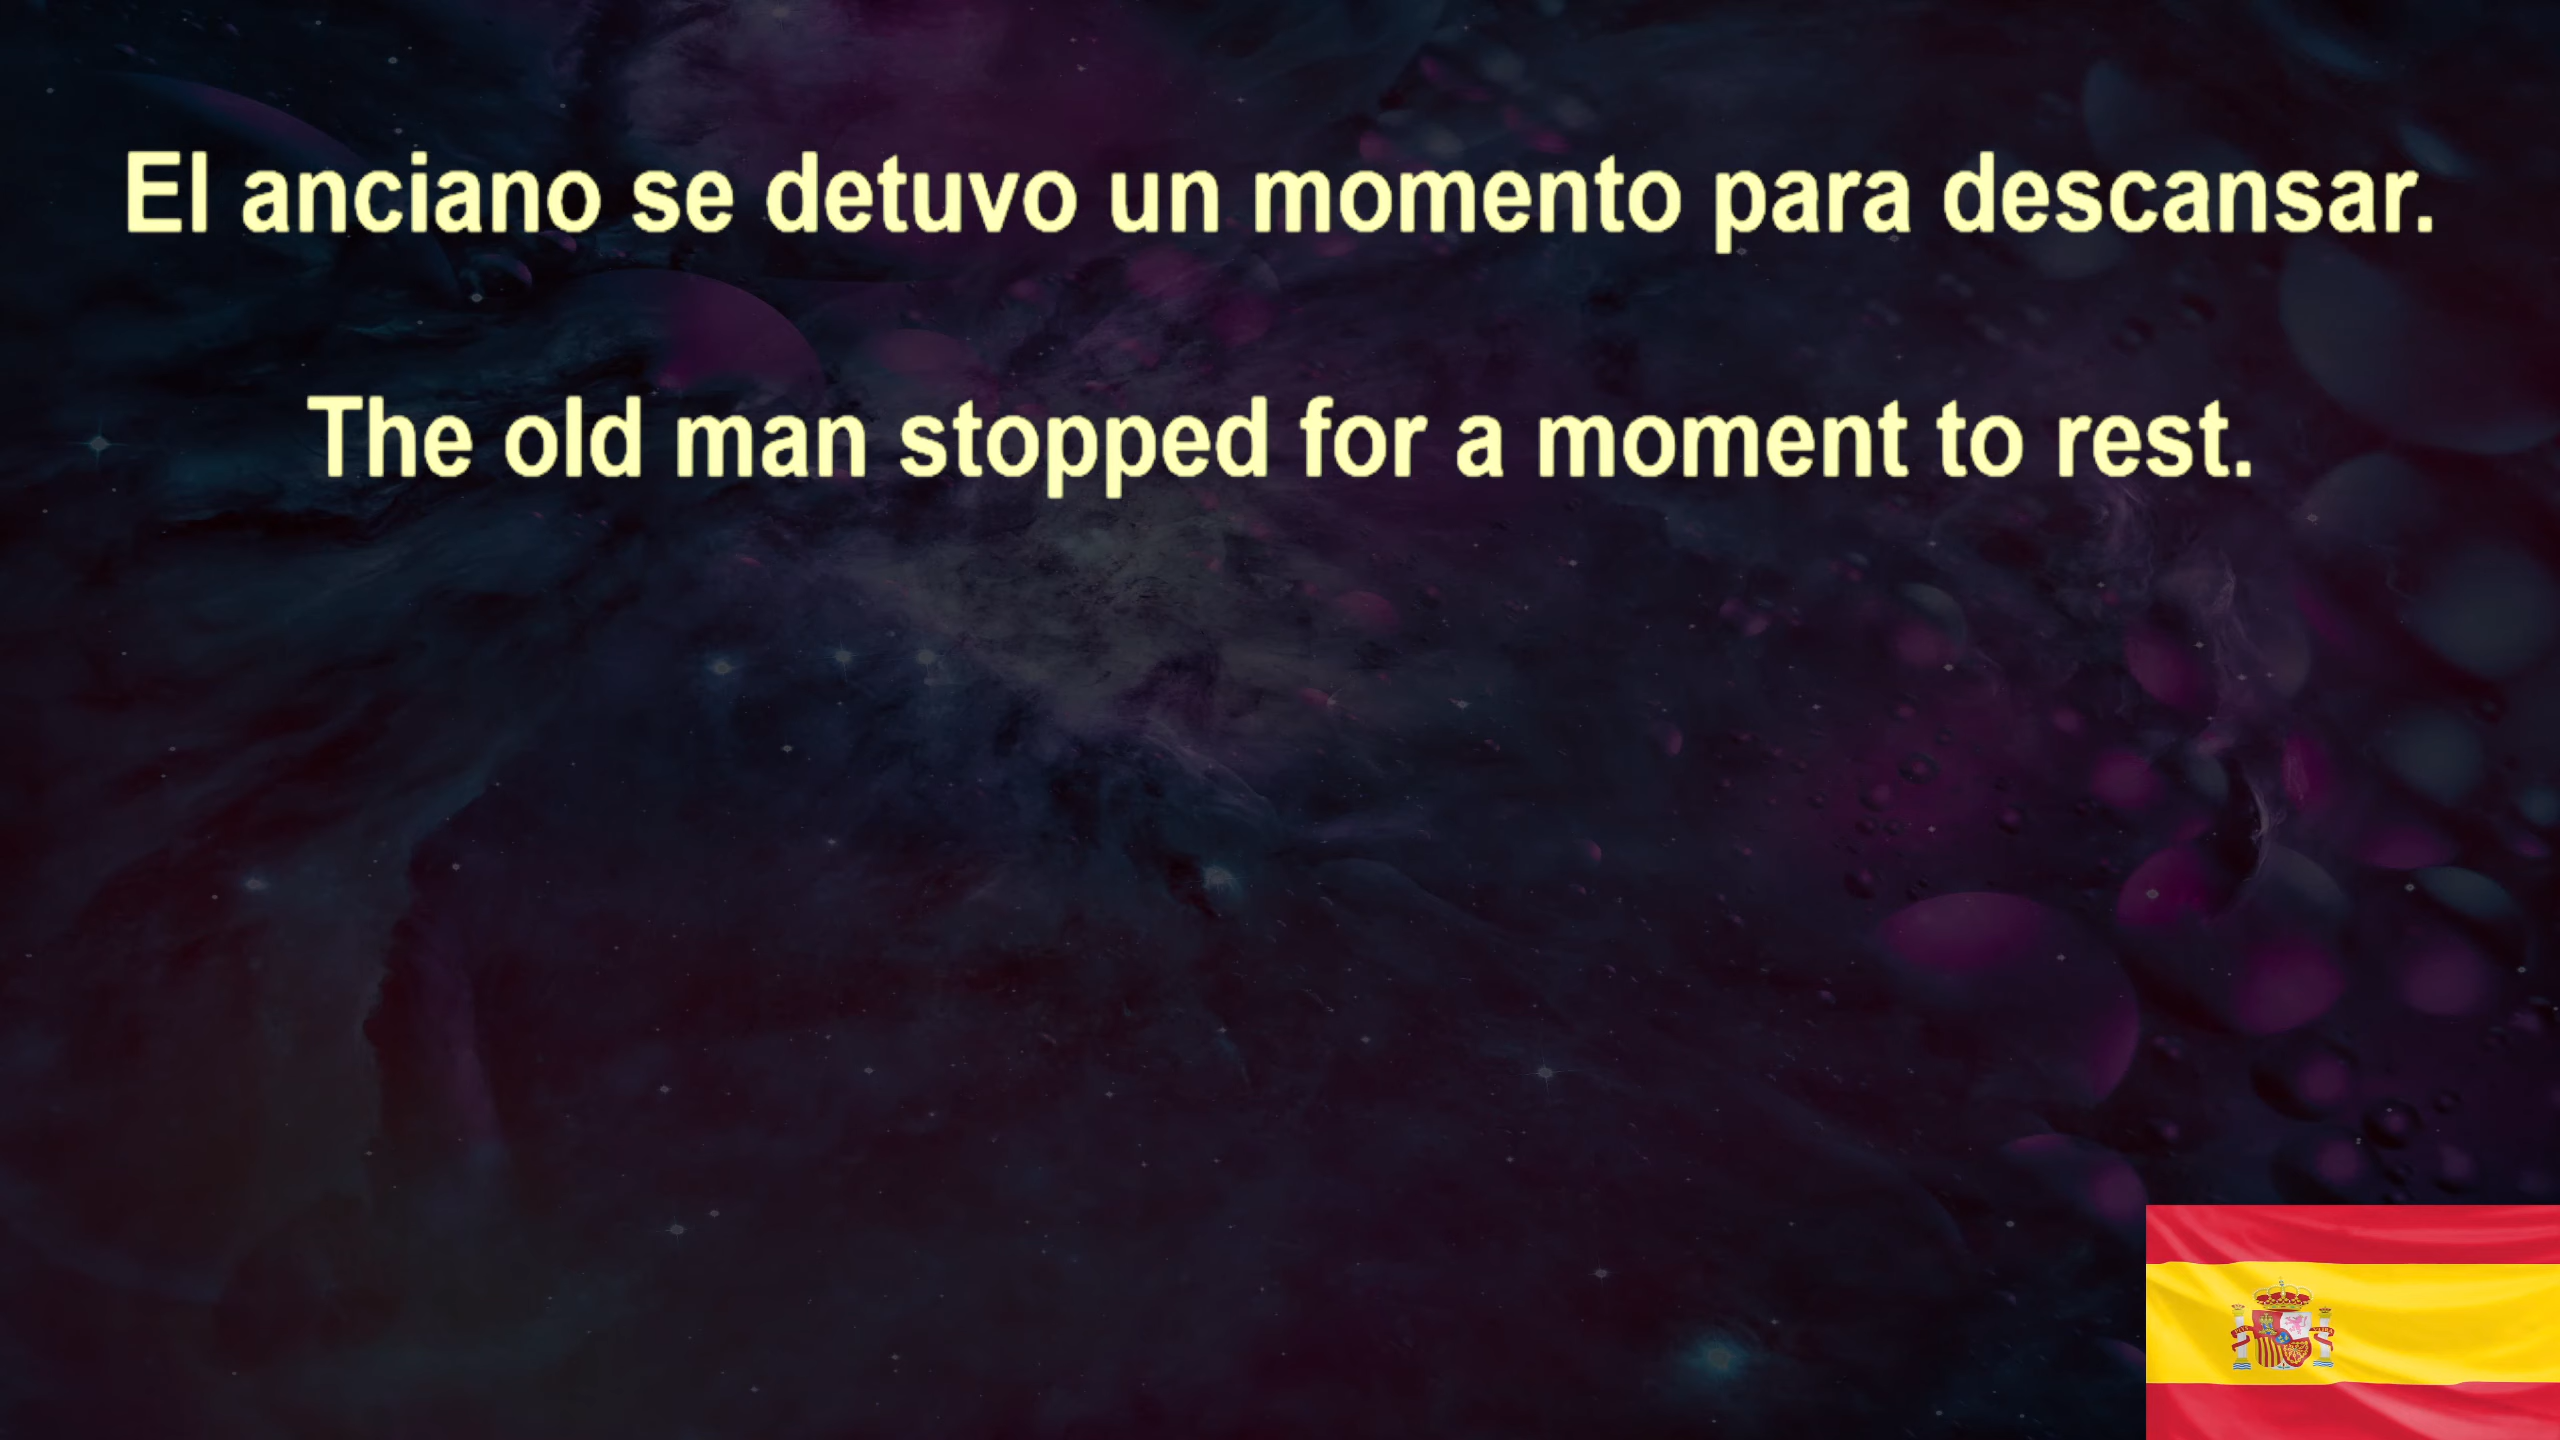 El anciano se detuvo un momento para descansar.
The old man stopped for a moment to rest.